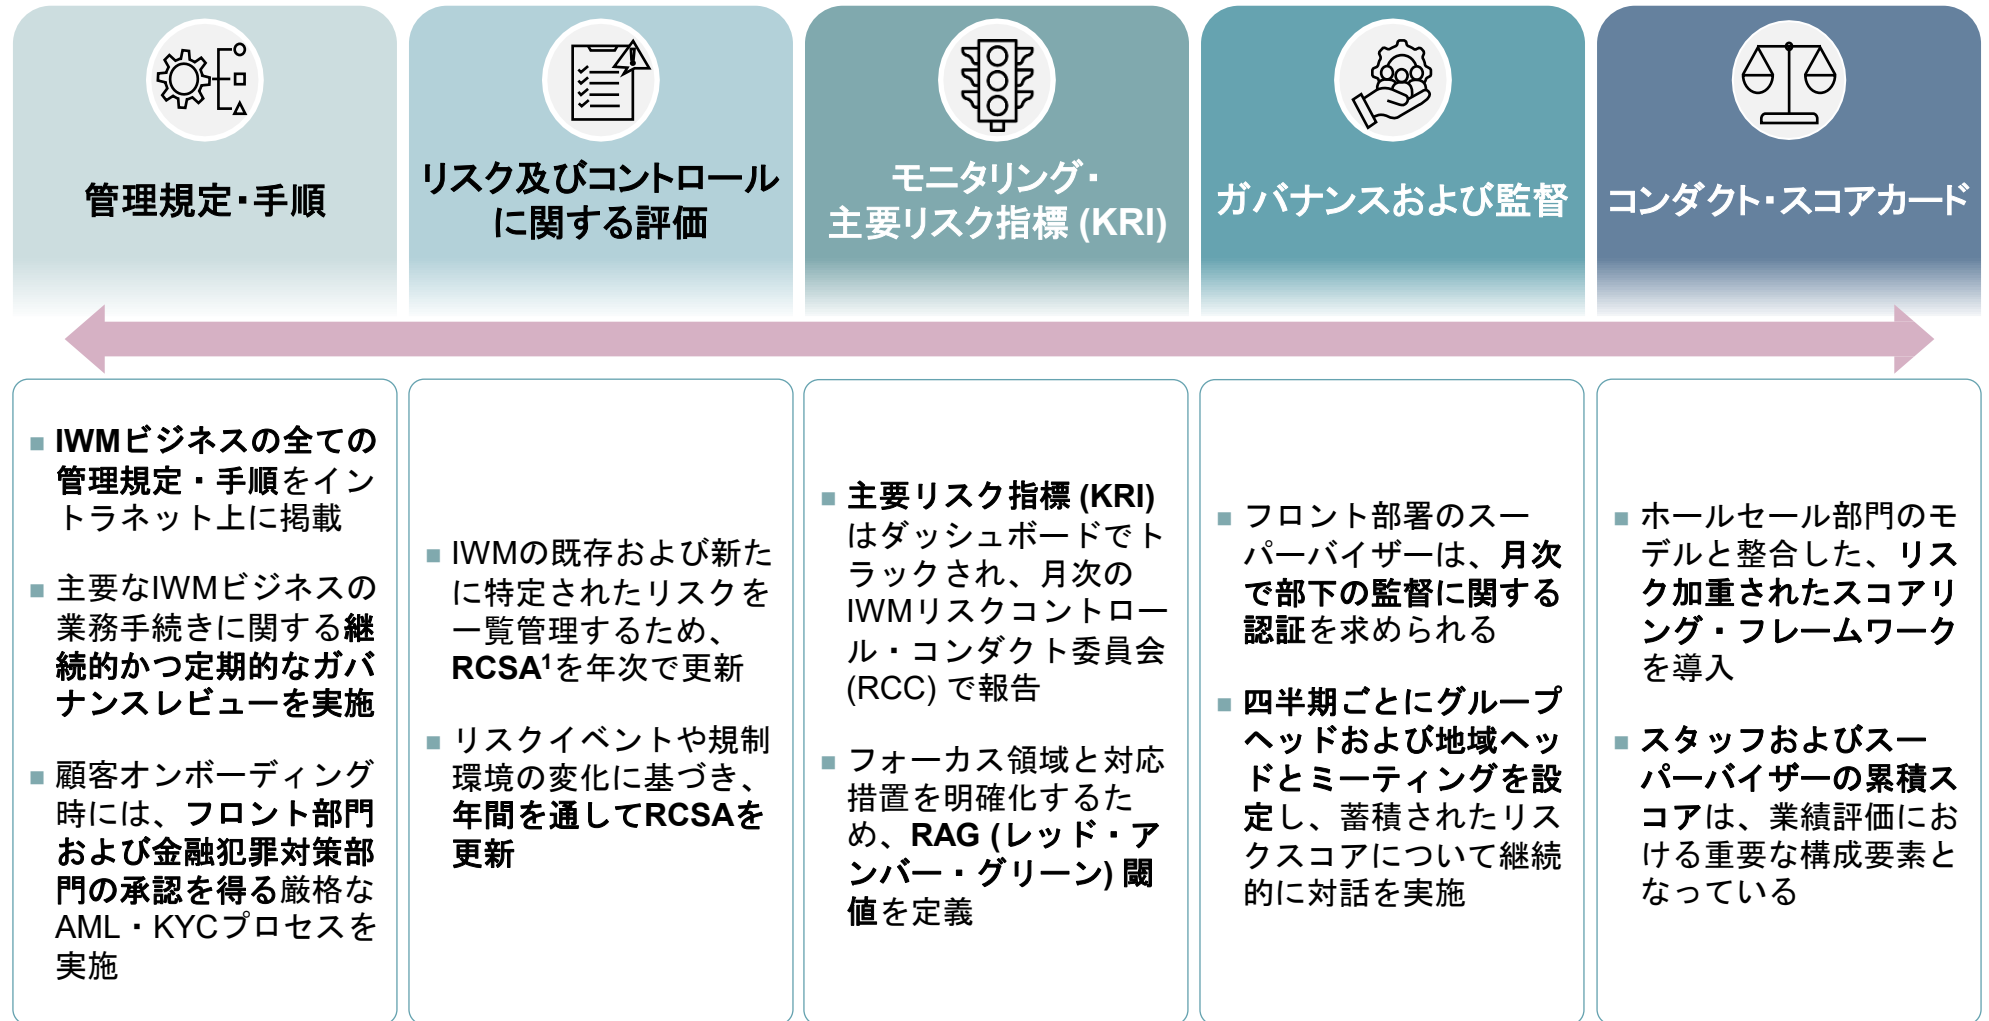 管理規定・手順
リスク及びコントロール
に関する評価
モニタリング・
主要リスク指標 (KRI)
ガバナンスおよび監督
コンダクト・スコアカード
IWMビジネスの全ての
管理規定・手順をイン
トラネット上に掲載
主要なIWMビジネスの
業務手続きに関する継
続的かつ定期的なガバ
ナンスレビューを実施
顧客オンボーディング
時には、フロント部門
および金融犯罪対策部
門の承認を得る厳格な
AML・KYCプロセスを
実施
IWMの既存および新た
に特定されたリスクを
一覧管理するため、
RCSA¹を年次で更新
リスクイベントや規制
環境の変化に基づき、
年間を通してRCSAを
更新
主要リスク指標 (KRI)
はダッシュボードでト
ラックされ、月次の
IWMリスクコントロー
ル・コンダクト委員会
(RCC) で報告
フォーカス領域と対応
措置を明確化するた
め、RAG (レッド・ア
ンバー・グリーン) 閾
値を定義
フロント部署のスー
パーバイザーは、月次
で部下の監督に関する
認証を求められる
四半期ごとにグループ
ヘッドおよび地域ヘッ
ドとミーティングを設
定し、蓄積されたリス
クスコアについて継続
的に対話を実施
ホールセール部門のモ
デルと整合した、リス
ク加重されたスコアリ
ング・フレームワーク
を導入
スタッフおよびスー
パーバイザーの累積ス
コアは、業績評価にお
ける重要な構成要素と
なっている